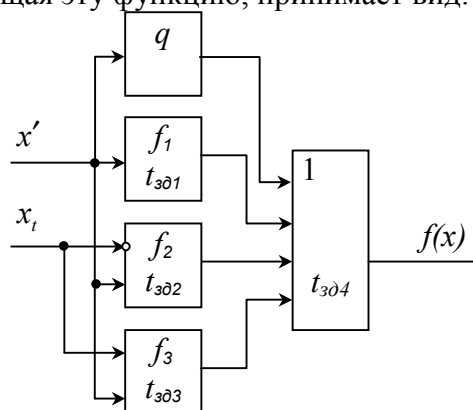 щая эту функцию, принимает вид:
q
x′
f₁
tзд1
1
xₜ
f₂
tзд2
f(x)
tзд4
f₃
tзд3